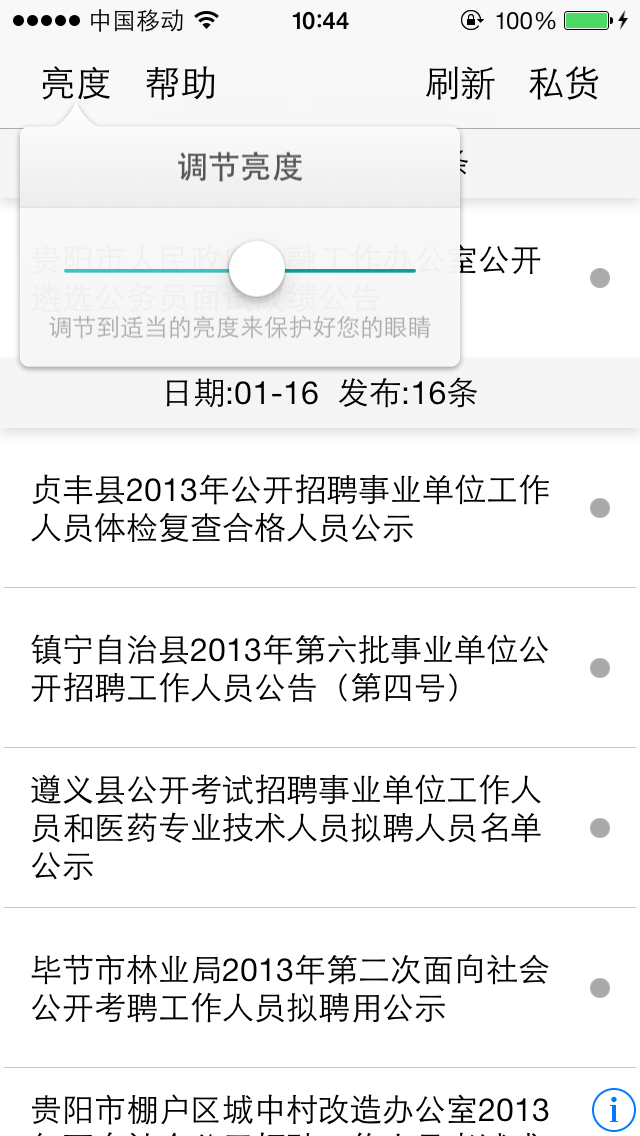 中国移动 10:44 100%
亮度 帮助 刷新 私货
调节亮度
条
贵阳市人民政府金融工作办公室公开
遴选公务员面试成绩公告
调节到适当的亮度来保护好您的眼睛
日期:01-16 发布:16条
贞丰县2013年公开招聘事业单位工作
人员体检复查合格人员公示
镇宁自治县2013年第六批事业单位公
开招聘工作人员公告（第四号）
遵义县公开考试招聘事业单位工作人
员和医药专业技术人员拟聘人员名单
公示
毕节市林业局2013年第二次面向社会
公开考聘工作人员拟聘用公示
贵阳市棚户区城中村改造办公室2013